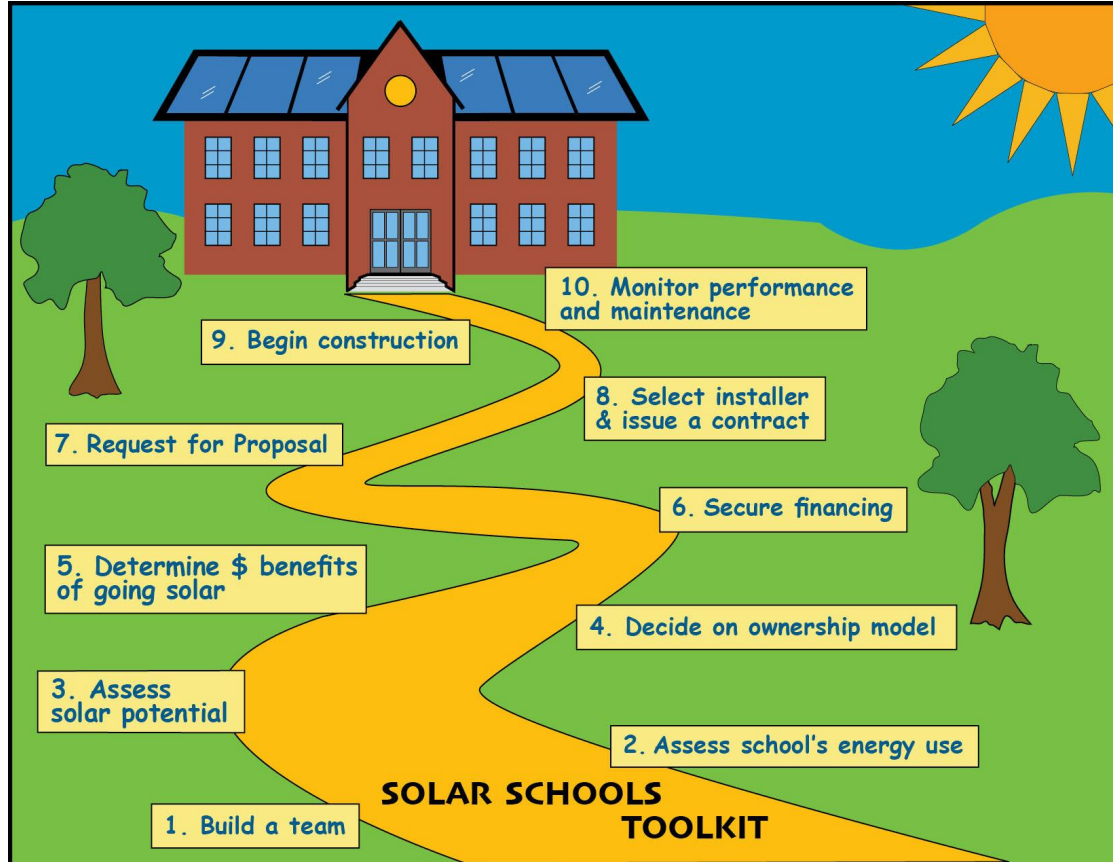 10. Monitor performance
and maintenance
9. Begin construction
8. Select installer
& issue a contract
7. Request for Proposal
6. Secure financing
5. Determine $ benefits
of going solar
4. Decide on ownership model
3. Assess
solar potential
2. Assess school's energy use
SOLAR SCHOOLS
TOOLKIT
1. Build a team